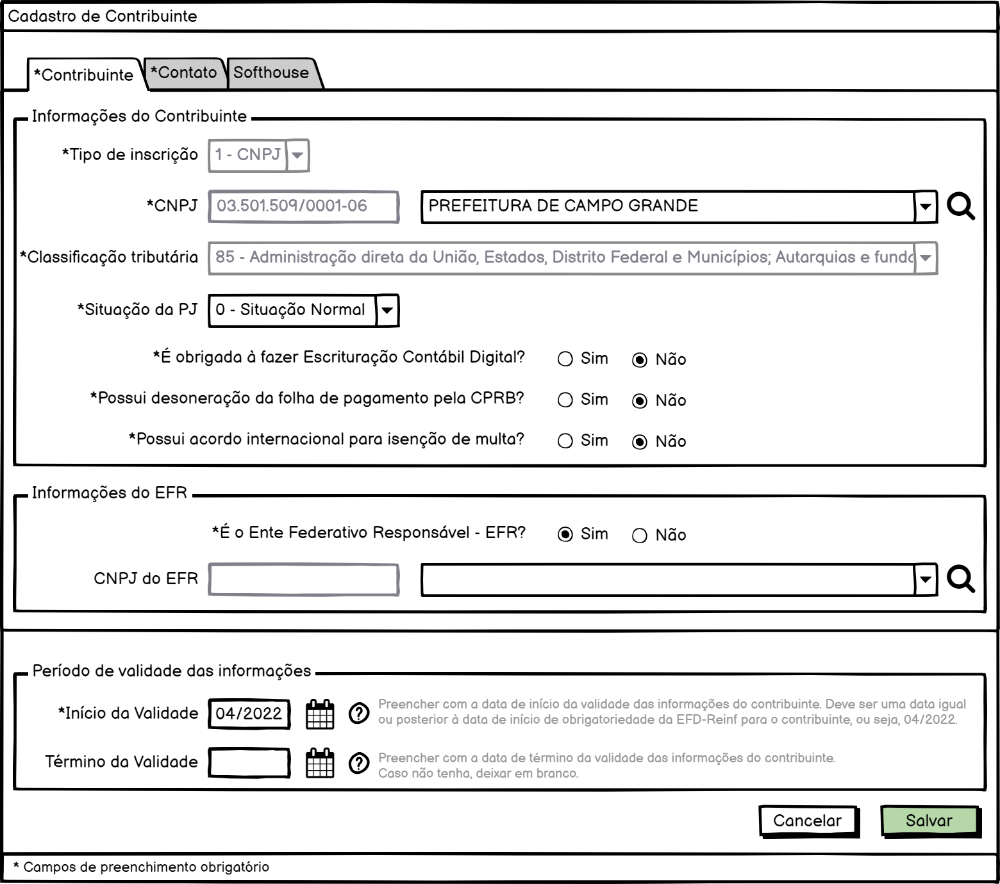 Cadastro de Contribuinte
*Contribuinte *Contato Softhouse
Informações do Contribuinte
*Tipo de inscrição 1 - CNPJ
*CNPJ 03.501.509/0001-06 PREFEITURA DE CAMPO GRANDE
*Classificação tributária 85 - Administração direta da União, Estados, Distrito Federal e Municípios; Autarquias e fundc
*Situação da PJ 0 - Situação Normal
*É obrigada à fazer Escrituração Contábil Digital? Sim Não
*Possui desoneração da folha de pagamento pela CPRB? Sim Não
*Possui acordo internacional para isenção de multa? Sim Não
Informações do EFR
*É o Ente Federativo Responsável - EFR? Sim Não
CNPJ do EFR
Período de validade das informações
*Início da Validade 04/2022 ? Preencher com a data de início da validade das informações do contribuinte. Deve ser uma data igual
ou posterior à data de início de obrigatoriedade da EFD-Reinf para o contribuinte, ou seja, 04/2022.
Término da Validade ? Preencher com a data de término da validade das informações do contribuinte.
Caso não tenha, deixar em branco.
Cancelar Salvar
* Campos de preenchimento obrigatório